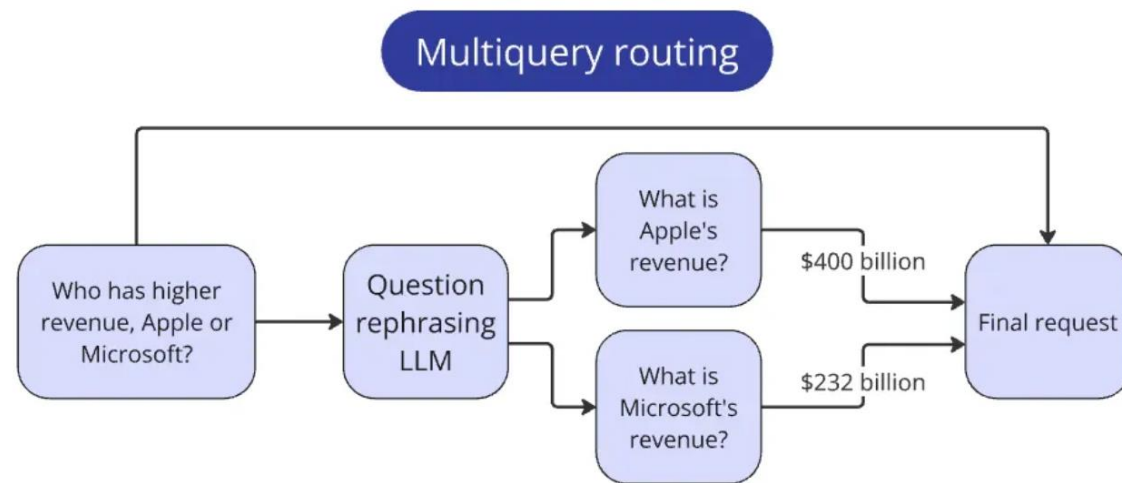 Multiquery routing
Who has higher
revenue, Apple or
Microsoft?
Question
rephrasing
LLM
What is
Apple's
revenue?
$400 billion
What is
Microsoft's
revenue?
$232 billion
Final request